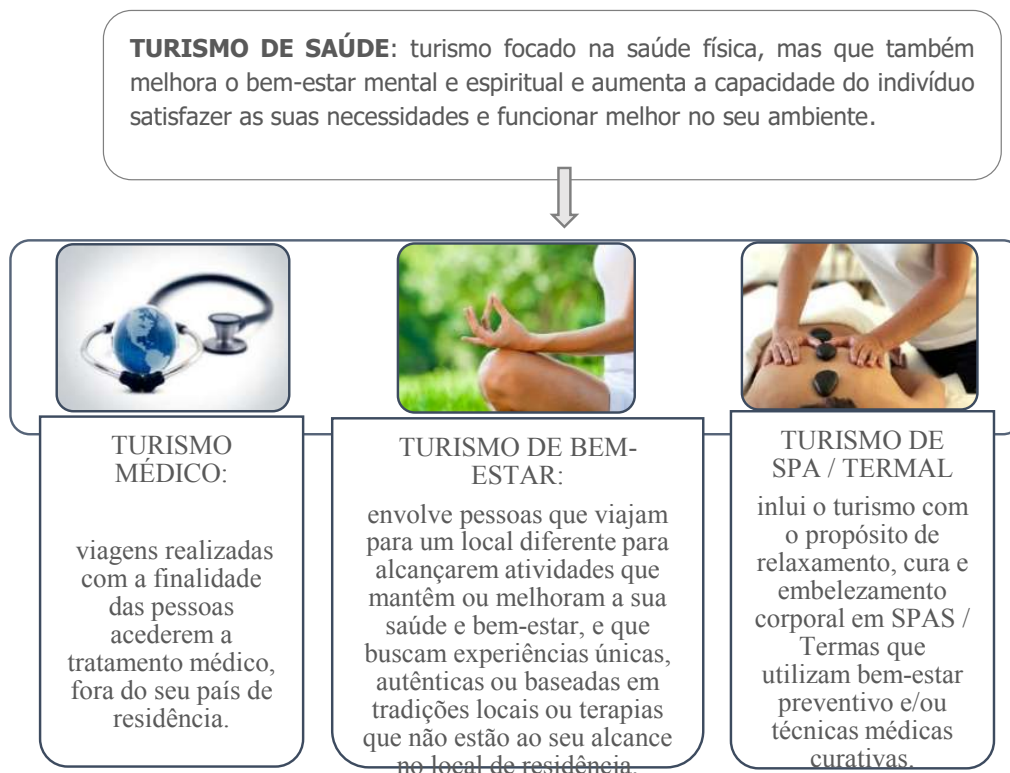 TURISMO DE SAÚDE: turismo focado na saúde física, mas que também
melhora o bem-estar mental e espiritual e aumenta a capacidade do indivíduo
satisfazer as suas necessidades e funcionar melhor no seu ambiente.
TURISMO
MÉDICO:
viagens realizadas
com a finalidade
das pessoas
acederem a
tratamento médico,
fora do seu país de
residência.
TURISMO DE BEM-
ESTAR:
envolve pessoas que viajam
para um local diferente para
alcançarem atividades que
mantêm ou melhoram a sua
saúde e bem-estar, e que
buscam experiências únicas,
autênticas ou baseadas em
tradições locais ou terapias
que não estão ao seu alcance
no local de residência.
TURISMO DE
SPA / TERMAL
inlui o turismo com
o propósito de
relaxamento, cura e
embelezamento
corporal em SPAS /
Termas que
utilizam bem-estar
preventivo e/ou
técnicas médicas
curativas.